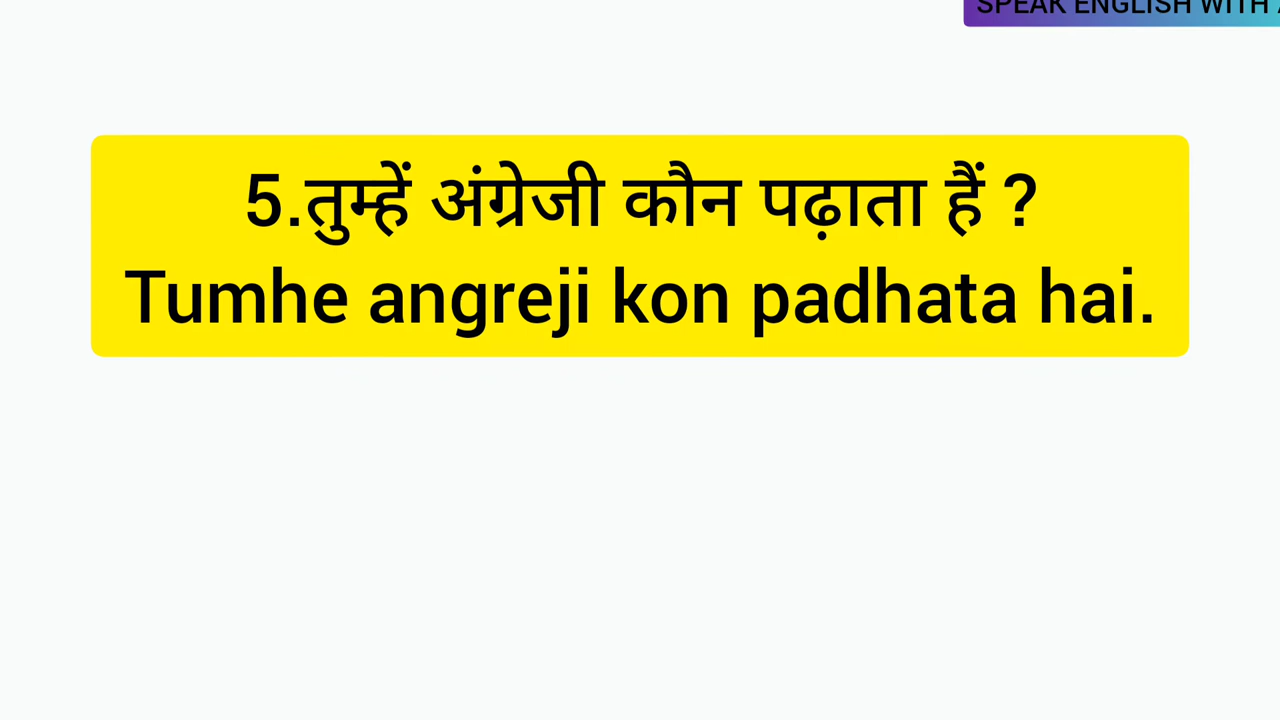 SPEAK ENGLISH WITH
5.तुम्हें अंग्रेजी कौन पढ़ाता हैं ?
Tumhe angreji kon padhata hai.